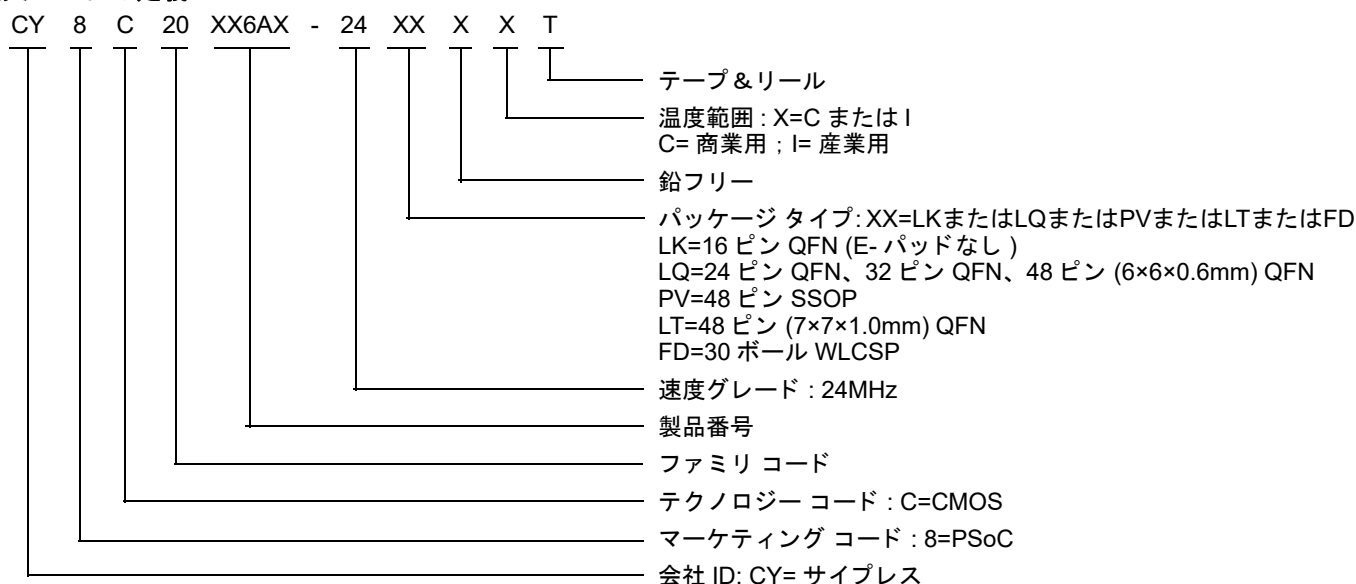 CY 8 C 20 XX6AX - 24 XX X X T
テープ&リール
温度範囲 : X=C または I
C= 商業用 ; I= 産業用
鉛フリー
パッケージ タイプ: XX=LKまたはLQまたはPVまたはLTまたはFD
LK=16 ピン QFN (E- パッドなし )
LQ=24 ピン QFN、32 ピン QFN、48 ピン (6×6×0.6mm) QFN
PV=48 ピン SSOP
LT=48 ピン (7×7×1.0mm) QFN
FD=30 ボール WLCSP
速度グレード : 24MHz
製品番号
ファミリ コード
テクノロジー コード : C=CMOS
マーケティング コード : 8=PSoC
会社 ID: CY= サイプレス